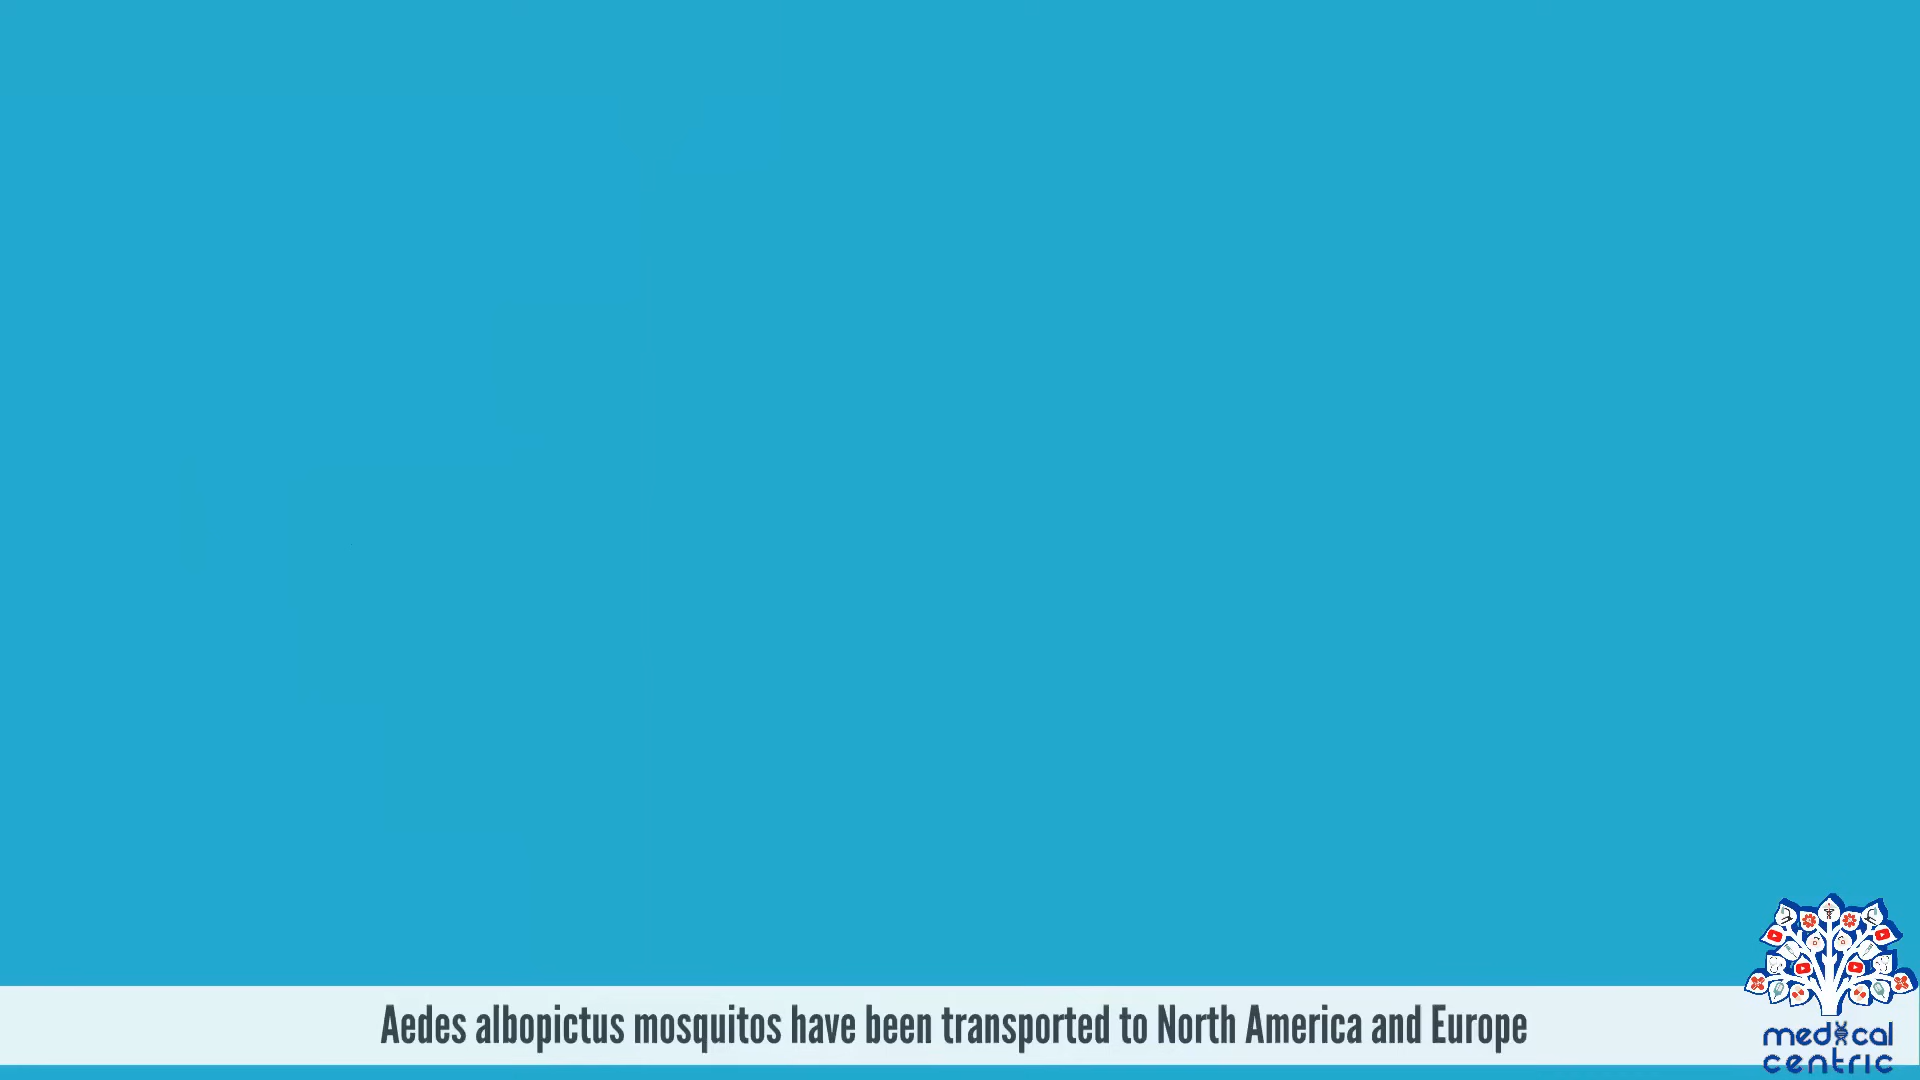 Aedes albopictus mosquitos have been transported to North America and Europe
medical
centric